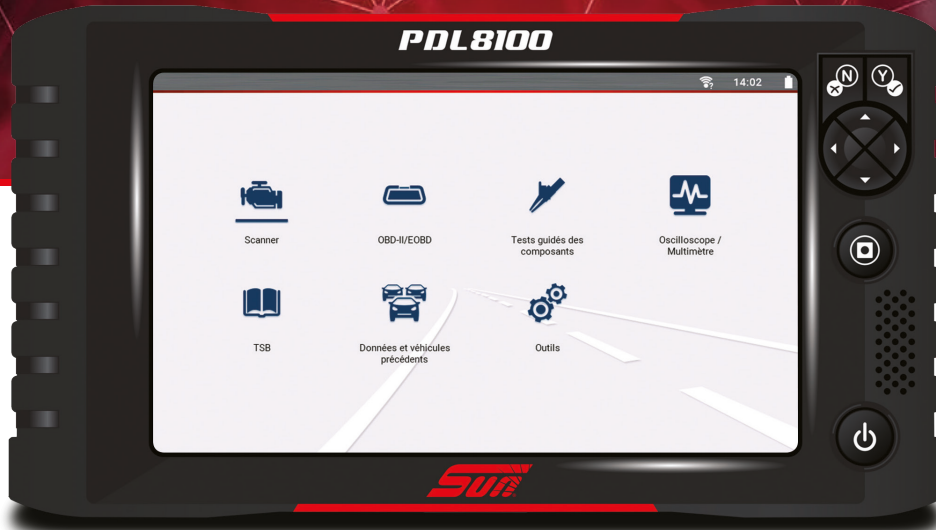 PDL8100
14:02
N
Y
Scanner
OBD-II/EOBD
Tests guidés des
composants
Oscilloscope /
Multimètre
TSB
Données et véhicules
précédents
Outils
Sun